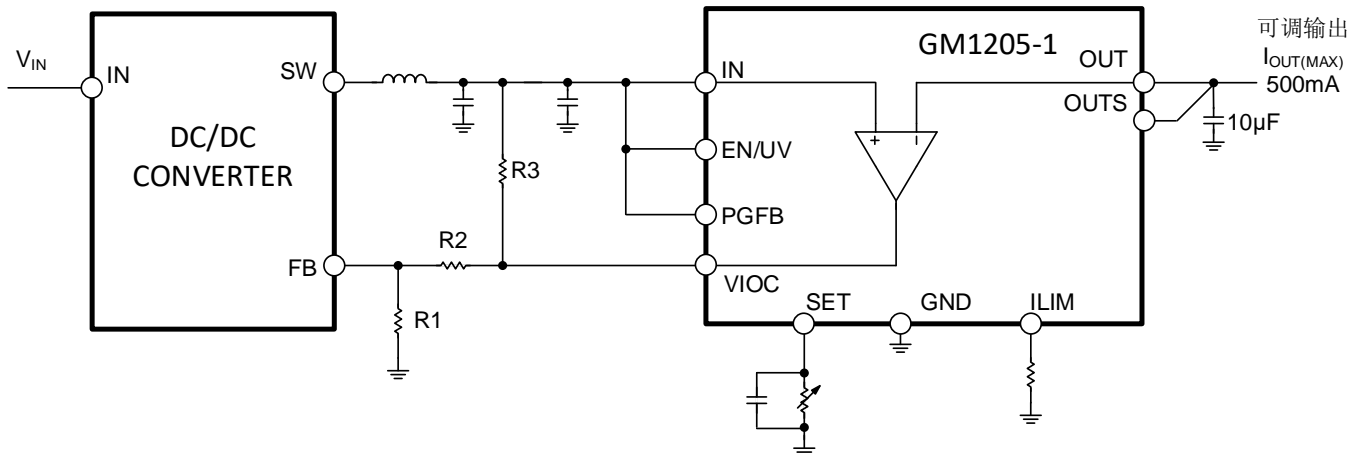 V_IN
IN
DC/DC
CONVERTER
SW
FB
R1
R2
R3
GM1205-1
IN
EN/UV
PGFB
VIOC
+
−
OUT
OUTS
SET
GND
ILIM
可调输出
I_OUT(MAX)
500mA
10µF